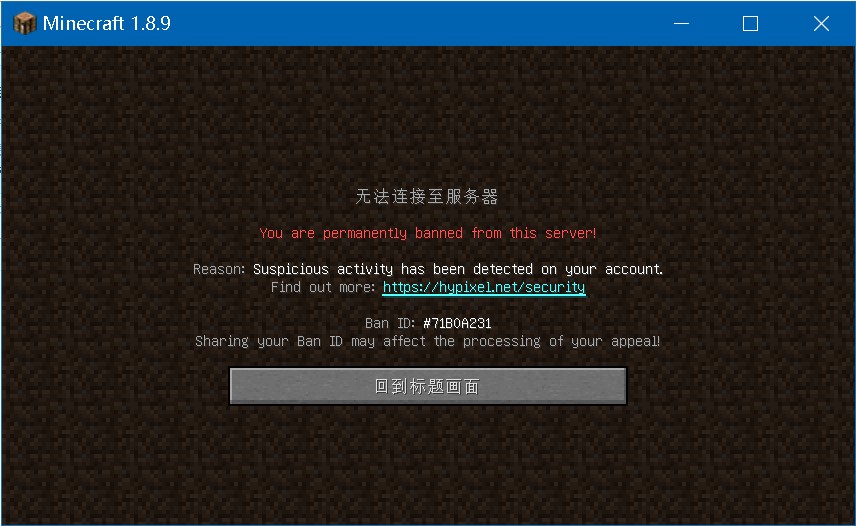 Minecraft 1.8.9
无法连接至服务器
You are permanently banned from this server!
Reason: Suspicious activity has been detected on your account.
Find out more: https://hypixel.net/security
Ban ID: #71B0A231
Sharing your Ban ID may affect the processing of your appeal!
回到标题画面